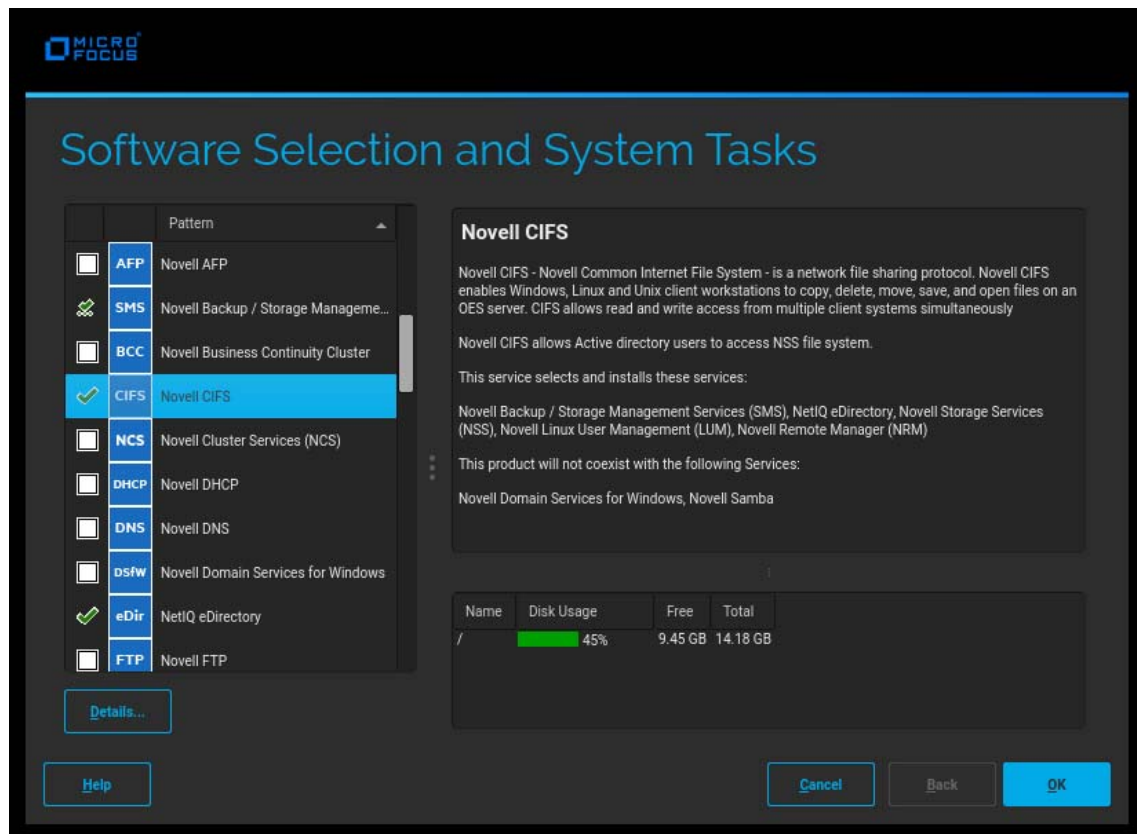 MICRO
FOCUS
Software Selection and System Tasks
Pattern
AFP Novell AFP
SMS Novell Backup / Storage Manageme...
BCC Novell Business Continuity Cluster
CIFS Novell CIFS
NCS Novell Cluster Services (NCS)
DHCP Novell DHCP
DNS Novell DNS
DSfW Novell Domain Services for Windows
eDir NetIQ eDirectory
FTP Novell FTP
Details...
Novell CIFS
Novell CIFS - Novell Common Internet File System - is a network file sharing protocol. Novell CIFS
enables Windows, Linux and Unix client workstations to copy, delete, move, save, and open files on an
OES server. CIFS allows read and write access from multiple client systems simultaneously
Novell CIFS allows Active directory users to access NSS file system.
This service selects and installs these services:
Novell Backup / Storage Management Services (SMS), NetIQ eDirectory, Novell Storage Services
(NSS), Novell Linux User Management (LUM), Novell Remote Manager (NRM)
This product will not coexist with the following Services:
Novell Domain Services for Windows, Novell Samba
Name Disk Usage Free Total
/ 45% 9.45 GB 14.18 GB
Help
Cancel
Back
OK